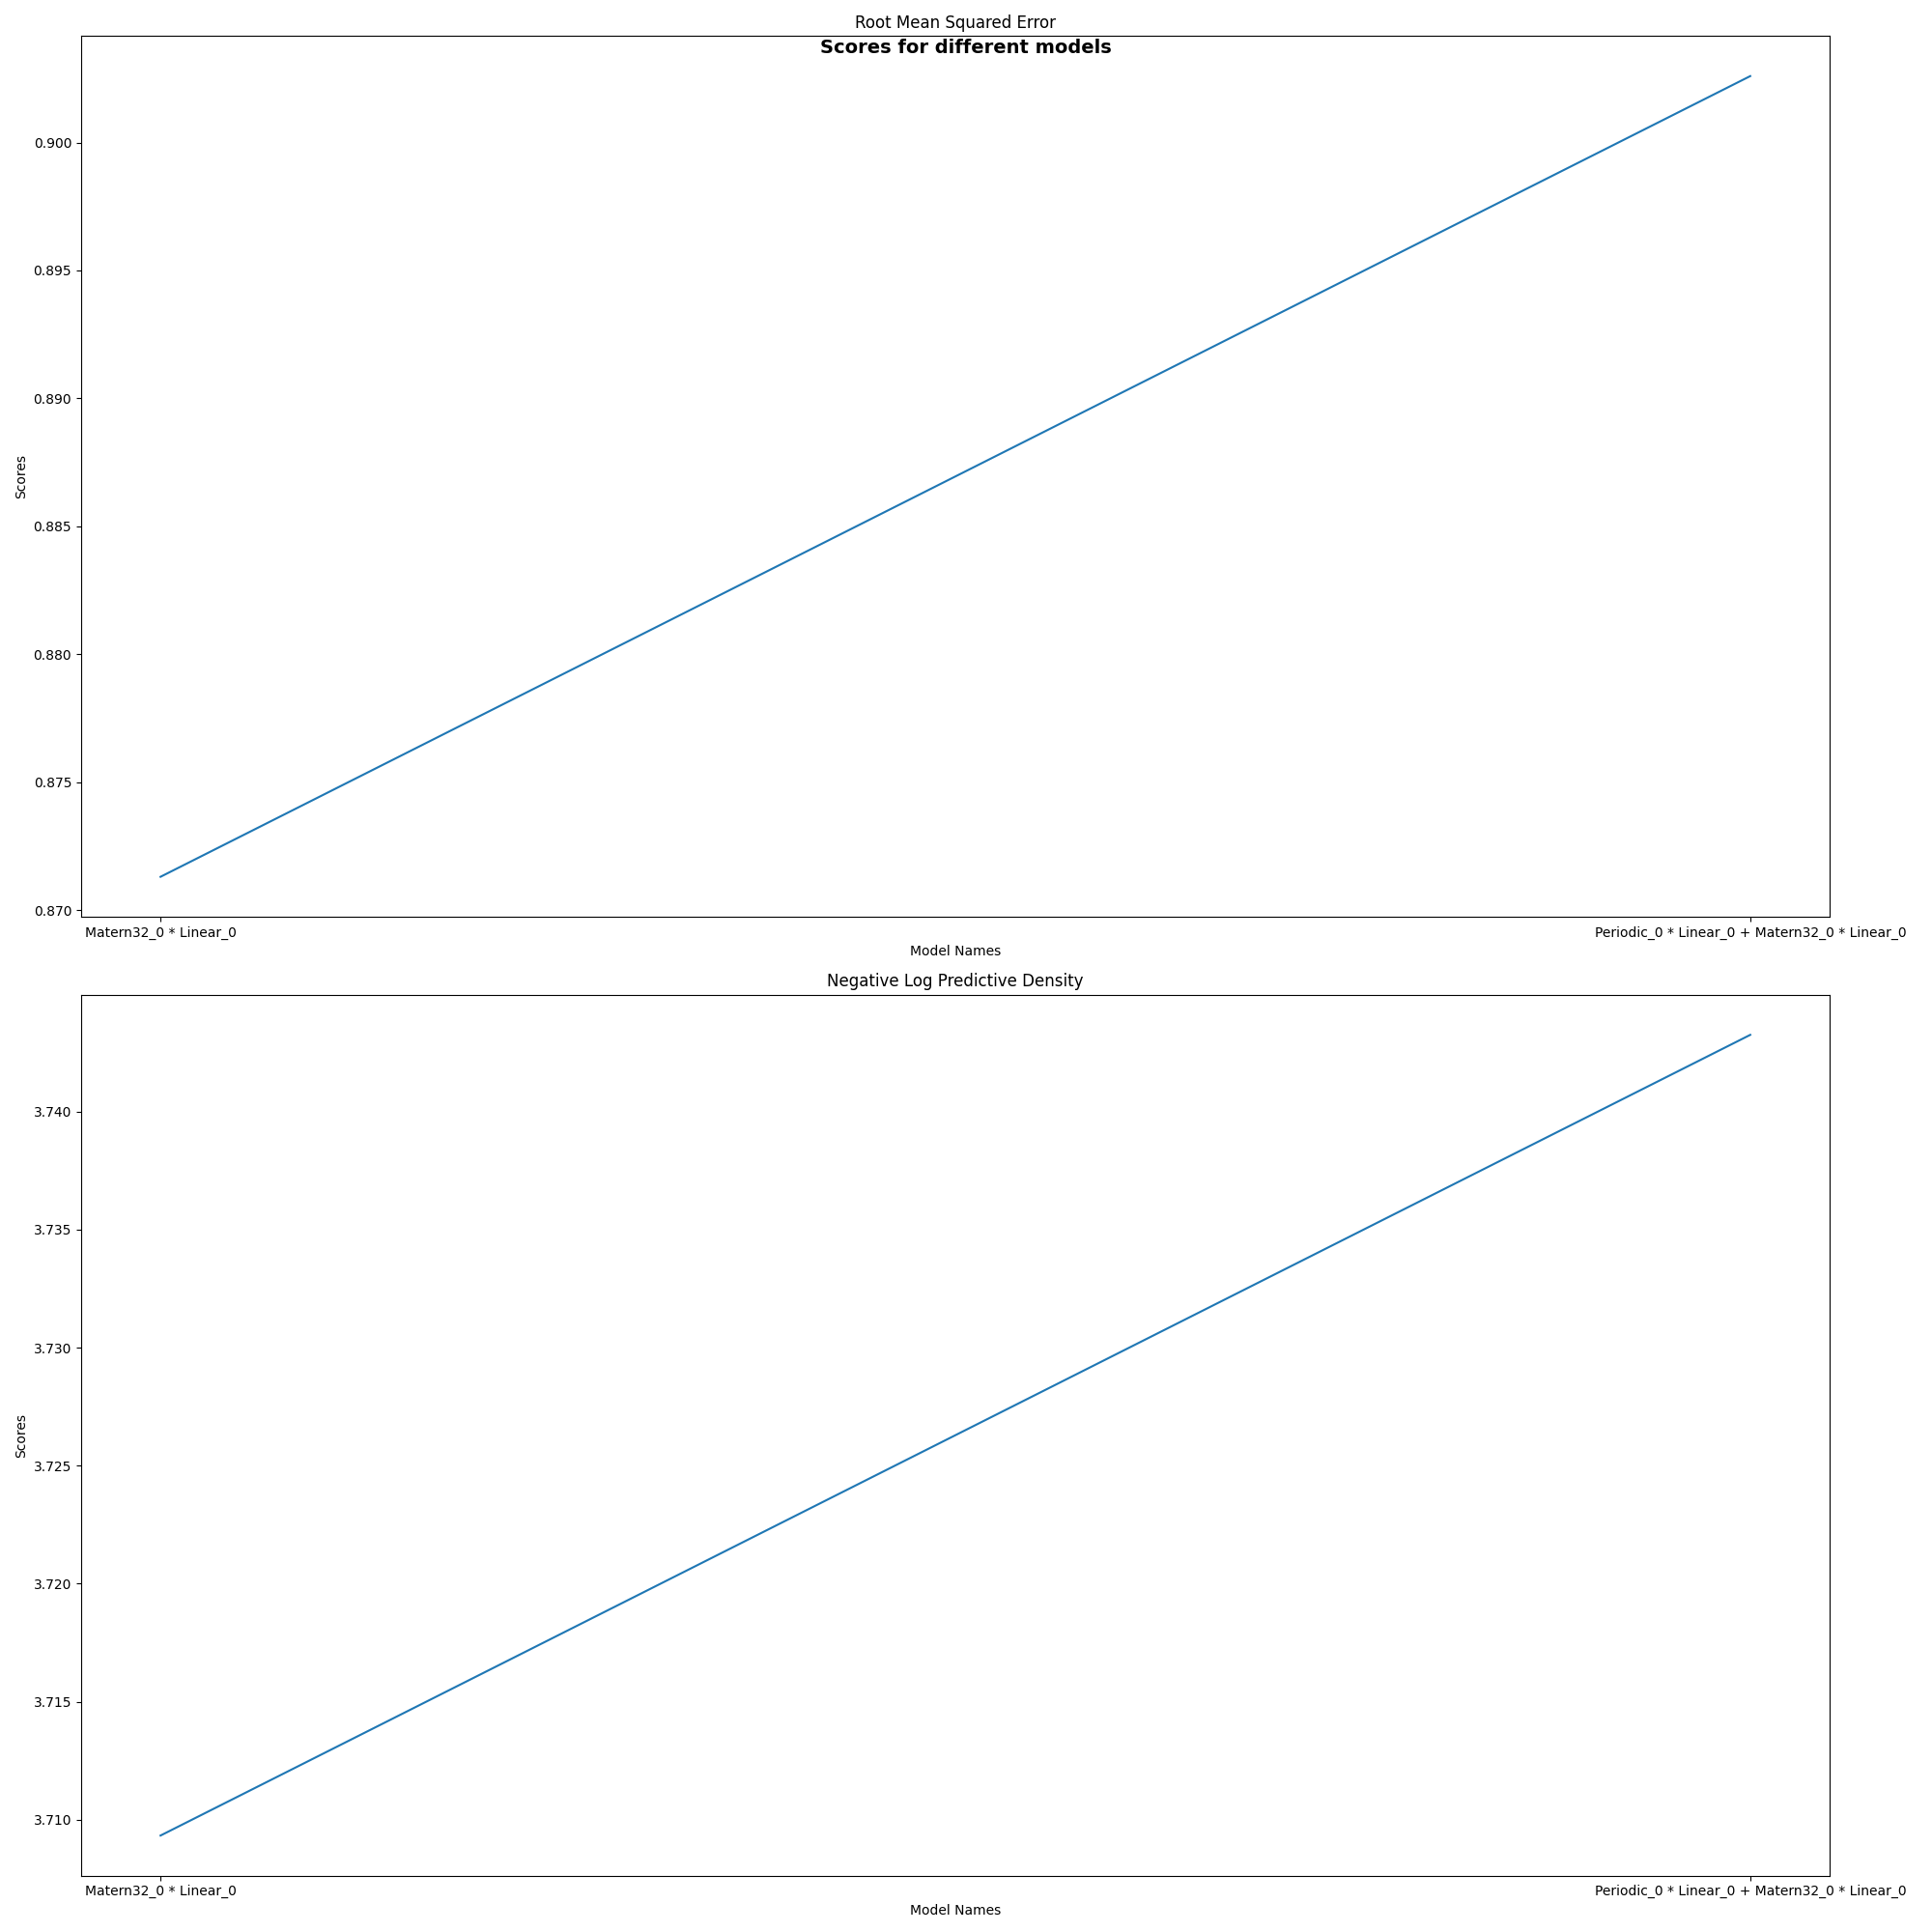 Root Mean Squared Error
Scores for different models
0.900
0.895
0.890
0.885
0.880
0.875
0.870
Scores
Matern32_0 * Linear_0
Periodic_0 * Linear_0 + Matern32_0 * Linear_0
Model Names
Negative Log Predictive Density
3.740
3.735
3.730
3.725
3.720
3.715
3.710
Scores
Matern32_0 * Linear_0
Periodic_0 * Linear_0 + Matern32_0 * Linear_0
Model Names